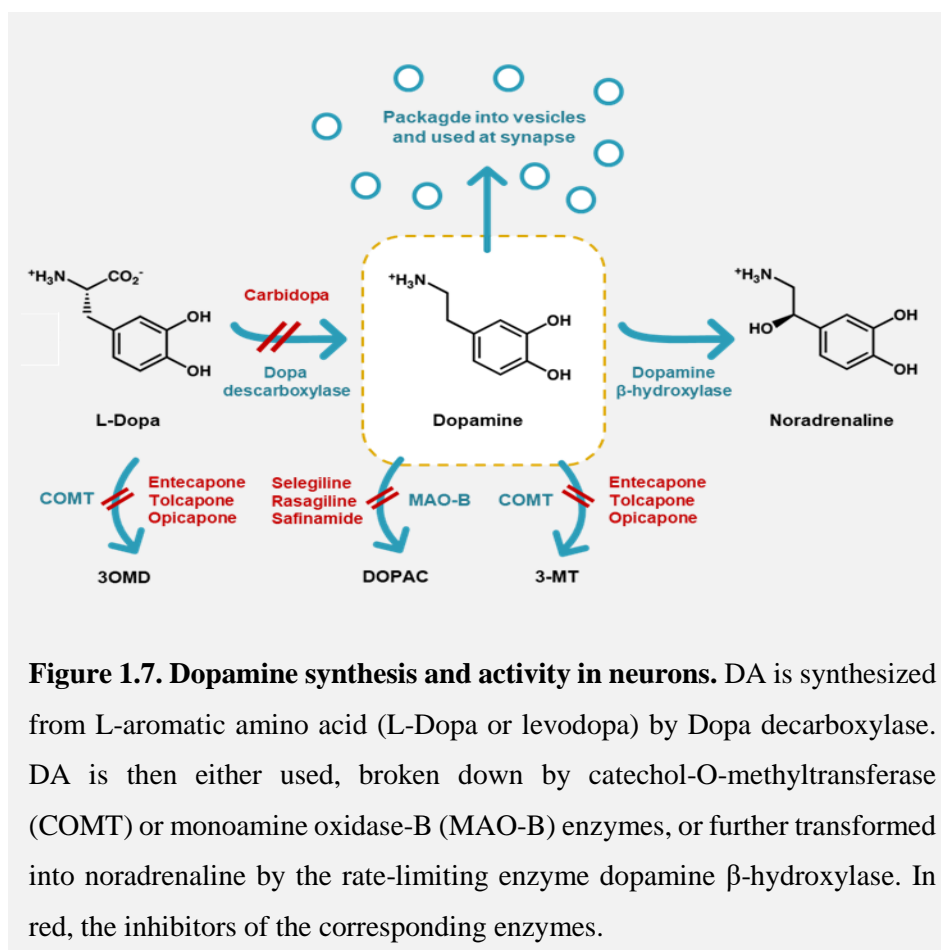 Packagde into vesicles
and used at synapse
⁺H₃N
CO₂⁻
OH
OH
L-Dopa
Carbidopa
Dopa
descarboxylase
⁺H₃N
OH
OH
Dopamine
Dopamine
β-hydroxylase
⁺H₃N
HO
OH
OH
Noradrenaline
COMT
Entecapone
Tolcapone
Opicapone
3OMD
Selegiline
Rasagiline
Safinamide
MAO-B
DOPAC
COMT
Entecapone
Tolcapone
Opicapone
3-MT
Figure 1.7. Dopamine synthesis and activity in neurons. DA is synthesized
from L-aromatic amino acid (L-Dopa or levodopa) by Dopa decarboxylase.
DA is then either used, broken down by catechol-O-methyltransferase
(COMT) or monoamine oxidase-B (MAO-B) enzymes, or further transformed
into noradrenaline by the rate-limiting enzyme dopamine β-hydroxylase. In
red, the inhibitors of the corresponding enzymes.